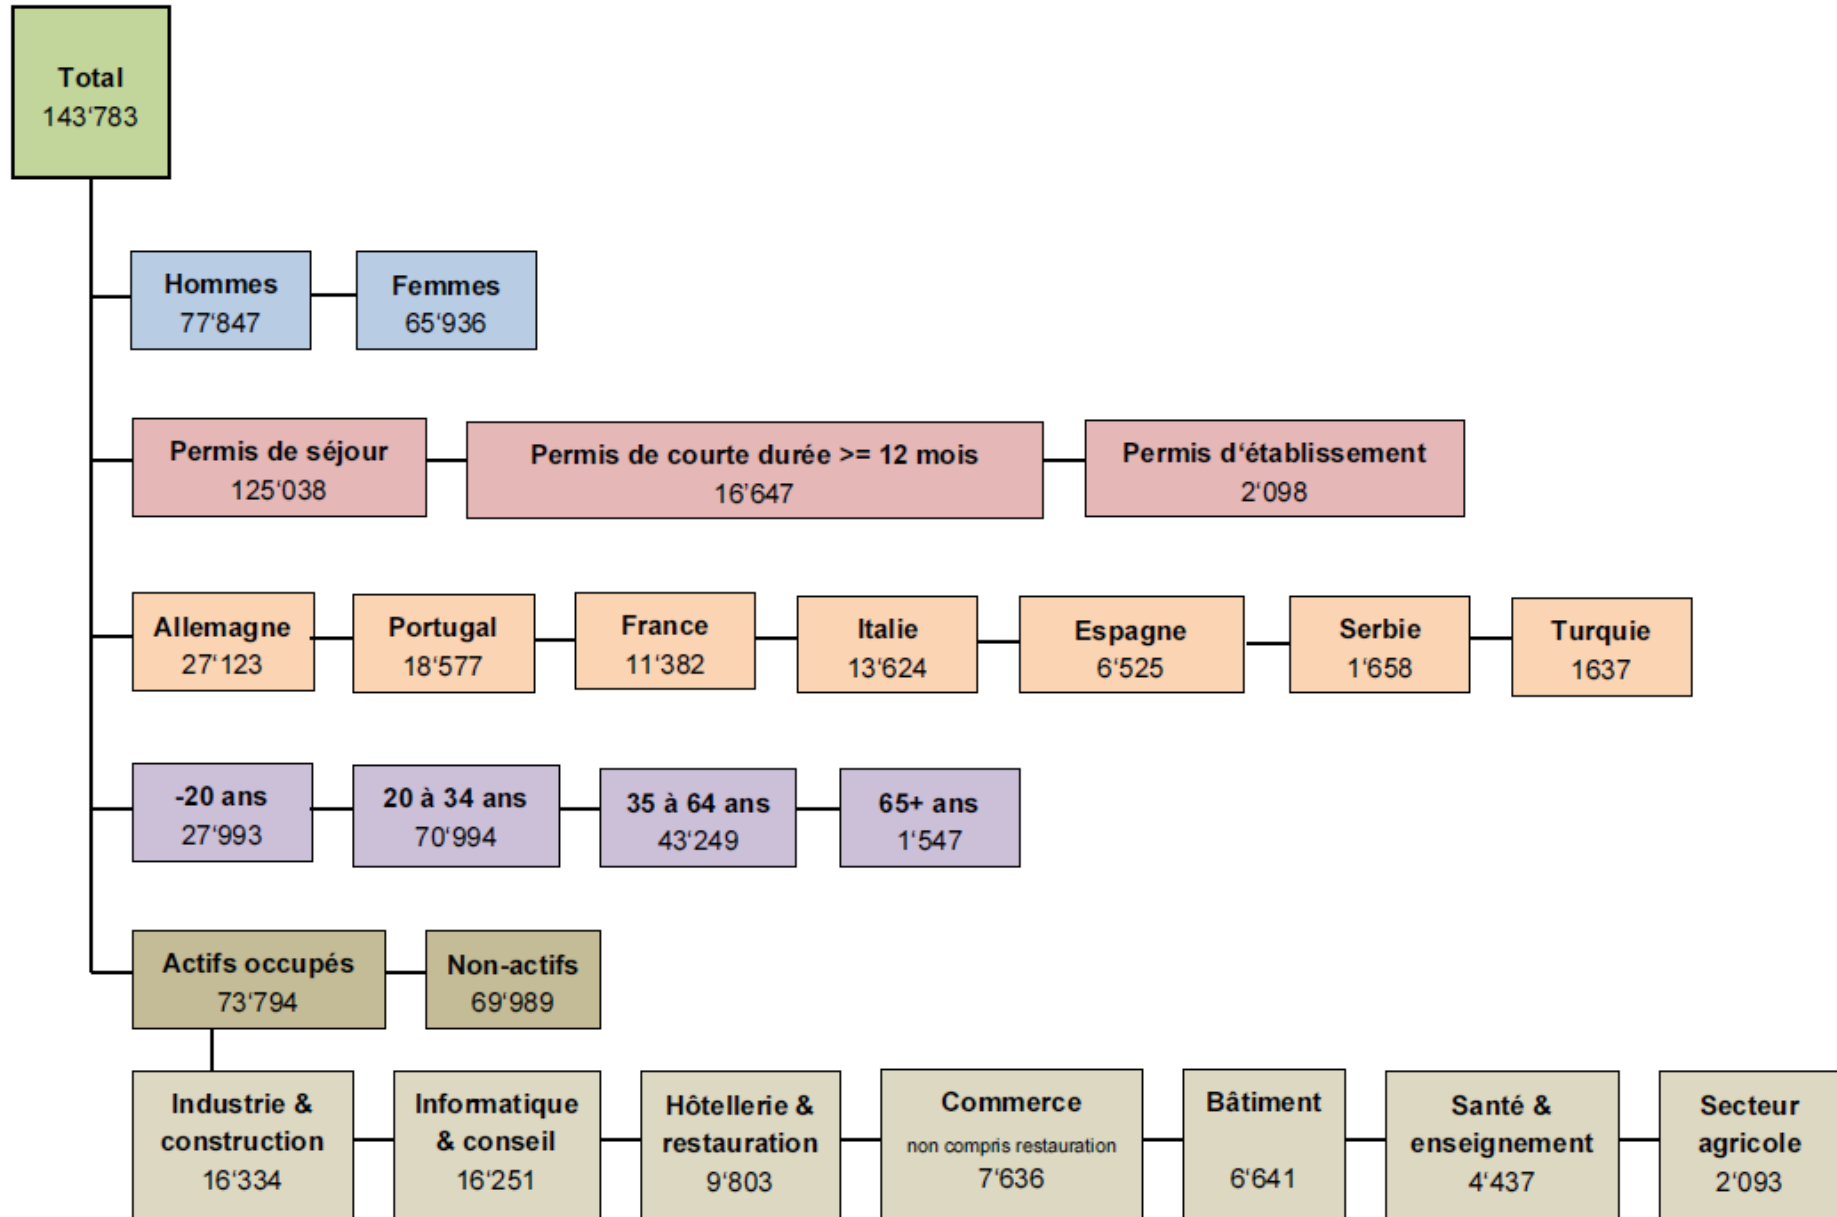 Total
143‘783
Hommes
77‘847
Femmes
65‘936
Permis de séjour
125‘038
Permis de courte durée >= 12 mois
16’647
Permis d‘établissement
2‘098
Allemagne
27‘123
Portugal
18‘577
France
11‘382
Italie
13‘624
Espagne
6‘525
Serbie
1‘658
Turquie
1637
-20 ans
27‘993
20 à 34 ans
70‘994
35 à 64 ans
43‘249
65+ ans
1‘547
Actifs occupés
73‘794
Non-actifs
69‘989
Industrie &
construction
16‘334
Informatique
& conseil
16‘251
Hôtellerie &
restauration
9‘803
Commerce
non compris restauration
7‘636
Bâtiment
6‘641
Santé &
enseignement
4‘437
Secteur
agricole
2‘093